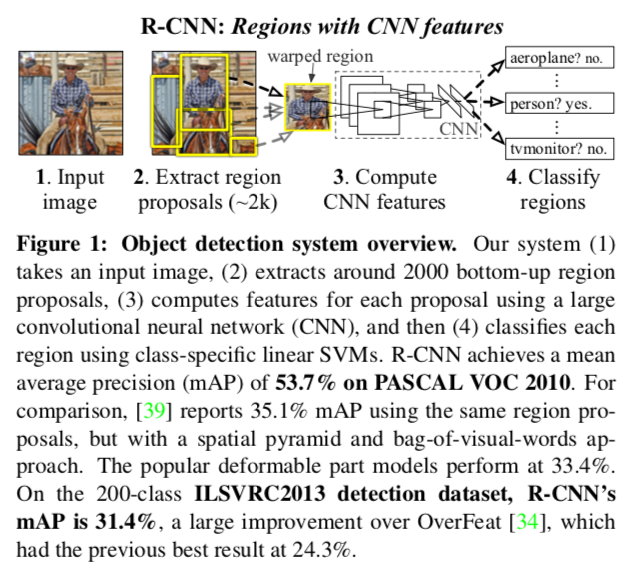 R-CNN: Regions with CNN features
warped region
aeroplane? no.
⋮
person? yes.
⋮
tvmonitor? no.
CNN
1. Input
image
2. Extract region
proposals (~2k)
3. Compute
CNN features
4. Classify
regions
Figure 1: Object detection system overview. Our system (1)
takes an input image, (2) extracts around 2000 bottom-up region
proposals, (3) computes features for each proposal using a large
convolutional neural network (CNN), and then (4) classifies each
region using class-specific linear SVMs. R-CNN achieves a mean
average precision (mAP) of 53.7% on PASCAL VOC 2010. For
comparison, [39] reports 35.1% mAP using the same region pro-
posals, but with a spatial pyramid and bag-of-visual-words ap-
proach. The popular deformable part models perform at 33.4%.
On the 200-class ILSVRC2013 detection dataset, R-CNN’s
mAP is 31.4%, a large improvement over OverFeat [34], which
had the previous best result at 24.3%.